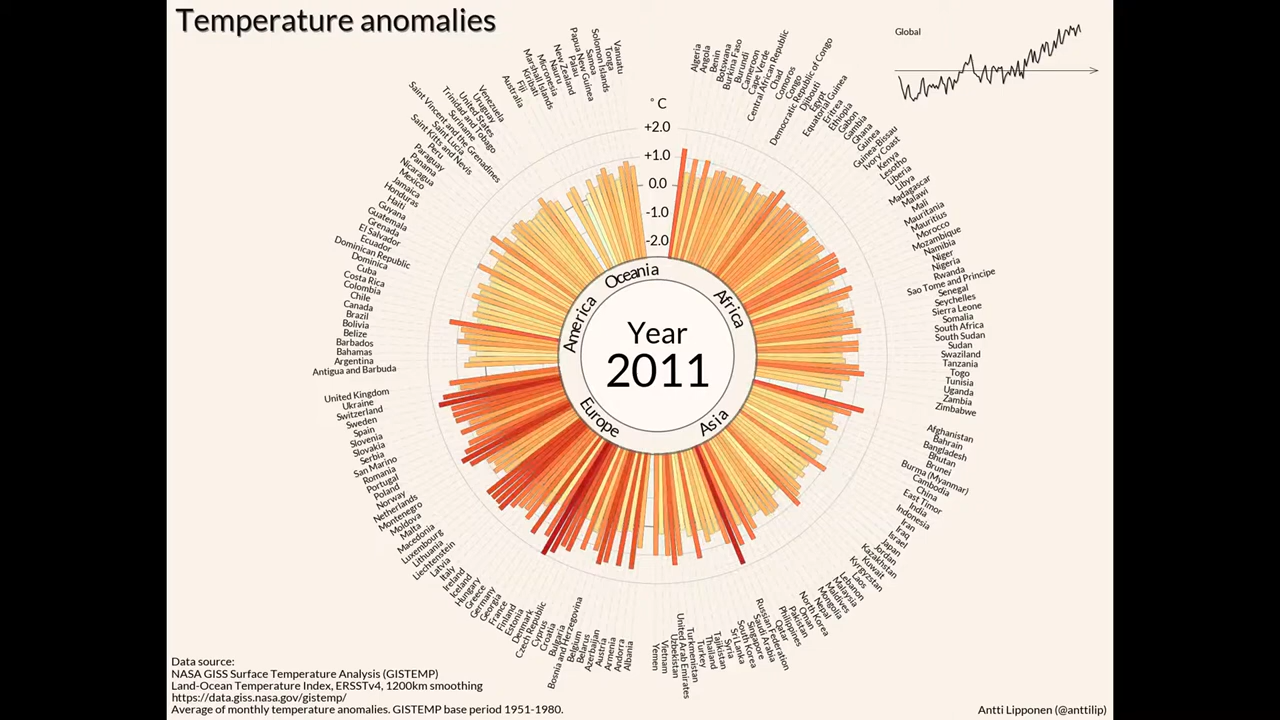 Temperature anomalies
Global
° C
+2.0
+1.0
0.0
-1.0
-2.0
Year
2011
Oceania
Africa
Asia
Europe
America
Algeria
Angola
Benin
Botswana
Burkina Faso
Burundi
Cameroon
Cape Verde
Central African Republic
Chad
Comoros
Congo
Democratic Republic of Congo
Djibouti
Egypt
Equatorial Guinea
Eritrea
Ethiopia
Gabon
Gambia
Ghana
Guinea
Guinea-Bissau
Ivory Coast
Kenya
Lesotho
Liberia
Libya
Madagascar
Malawi
Mali
Mauritania
Mauritius
Morocco
Mozambique
Namibia
Niger
Nigeria
Rwanda
Sao Tome and Principe
Senegal
Seychelles
Sierra Leone
Somalia
South Africa
South Sudan
Sudan
Swaziland
Tanzania
Togo
Tunisia
Uganda
Zambia
Zimbabwe
Afghanistan
Bahrain
Bangladesh
Bhutan
Brunei
Burma (Myanmar)
Cambodia
China
East Timor
India
Indonesia
Iran
Iraq
Israel
Japan
Jordan
Kazakhstan
Kuwait
Kyrgyzstan
Laos
Lebanon
Malaysia
Maldives
Mongolia
Nepal
North Korea
Oman
Pakistan
Philippines
Qatar
Russian Federation
Saudi Arabia
Singapore
South Korea
Sri Lanka
Syria
Tajikistan
Thailand
Turkey
Turkmenistan
United Arab Emirates
Uzbekistan
Vietnam
Yemen
Albania
Andorra
Armenia
Austria
Azerbaijan
Belarus
Belgium
Bosnia and Herzegovina
Bulgaria
Croatia
Cyprus
Czech Republic
Denmark
Estonia
Finland
France
Georgia
Germany
Greece
Hungary
Iceland
Ireland
Italy
Latvia
Liechtenstein
Lithuania
Luxembourg
Macedonia
Malta
Moldova
Montenegro
Netherlands
Norway
Poland
Portugal
Romania
San Marino
Serbia
Slovakia
Slovenia
Spain
Sweden
Switzerland
Ukraine
United Kingdom
Antigua and Barbuda
Argentina
Bahamas
Barbados
Belize
Bolivia
Brazil
Canada
Chile
Colombia
Costa Rica
Cuba
Dominica
Dominican Republic
Ecuador
El Salvador
Grenada
Guatemala
Guyana
Haiti
Honduras
Jamaica
Mexico
Nicaragua
Panama
Peru
Paraguay
Saint Kitts and Nevis
Saint Lucia
Saint Vincent and the Grenadines
Suriname
Trinidad and Tobago
United States
Uruguay
Venezuela
Australia
Fiji
Kiribati
Marshall Islands
Micronesia
Nauru
New Zealand
Palau
Papua New Guinea
Samoa
Solomon Islands
Tonga
Vanuatu
Data source:
NASA GISS Surface Temperature Analysis (GISTEMP)
Land-Ocean Temperature Index, ERSSTv4, 1200km smoothing
https://data.giss.nasa.gov/gistemp/
Average of monthly temperature anomalies. GISTEMP base period 1951-1980.
Antti Lipponen (@anttilip)